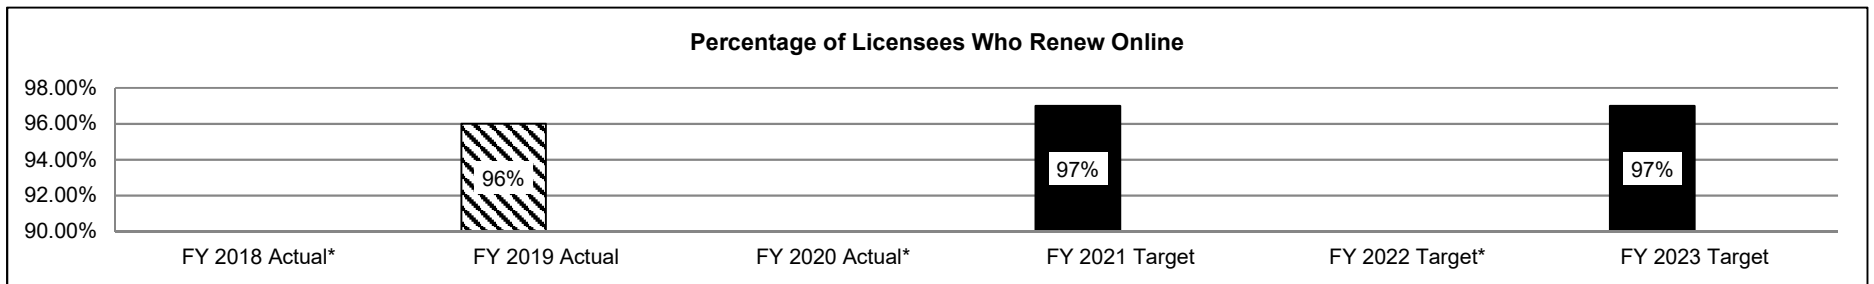 Percentage of Licensees Who Renew Online
98.00%
96.00%
94.00%
92.00%
90.00%
96%
97%
97%
FY 2018 Actual*
FY 2019 Actual
FY 2020 Actual*
FY 2021 Target
FY 2022 Target*
FY 2023 Target